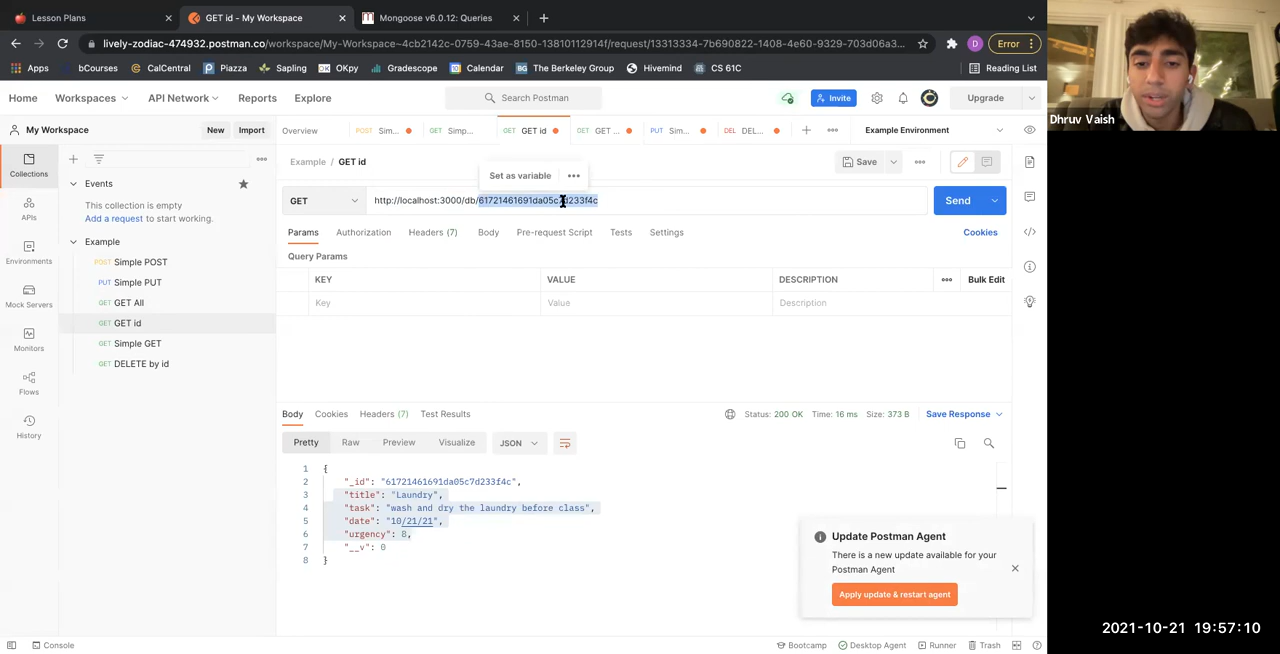 Lesson Plans
GET id - My Workspace
Mongoose v6.0.12: Queries
lively-zodiac-474932.postman.co/workspace/My-Workspace~4cb2142c-0759-43ae-8150-13810112914f/request/13313334-7b690822-1408-4e60-9329-703d06a3...
D
Error
Apps
bCourses
CalCentral
Piazza
Sapling
OK OKpy
Gradescope
Calendar
BG The Berkeley Group
Hivemind
CS 61C
Reading List
Dhruv Vaish
Home
Workspaces
API Network
Reports
Explore
Search Postman
Invite
Upgrade
My Workspace
New
Import
Overview
POST Sim...
GET Simp...
GET GET id
GET GET ...
PUT Sim...
DEL DEL...
Example Environment
Collections
APIs
Environments
Mock Servers
Monitors
Flows
History
Events
This collection is empty
Add a request to start working.
Example
POST Simple POST
PUT Simple PUT
GET GET All
GET GET id
GET Simple GET
GET DELETE by id
Example / GET id
Save
Set as variable
GET
http://localhost:3000/db/61721461691da05c7d233f4c
Send
Params
Authorization
Headers (7)
Body
Pre-request Script
Tests
Settings
Cookies
Query Params
KEY
VALUE
DESCRIPTION
Bulk Edit
Key
Value
Description
Body
Cookies
Headers (7)
Test Results
Status: 200 OK
Time: 16 ms
Size: 373 B
Save Response
Pretty
Raw
Preview
Visualize
JSON
1 {
2 "_id": "61721461691da05c7d233f4c",
3 "title": "Laundry",
4 "task": "wash and dry the laundry before class",
5 "date": "10/21/21",
6 "urgency": 8,
7 "__v": 0
8 }
Update Postman Agent
There is a new update available for your
Postman Agent
Apply update & restart agent
Console
Bootcamp
Desktop Agent
Runner
Trash
2021-10-21 19:57:10